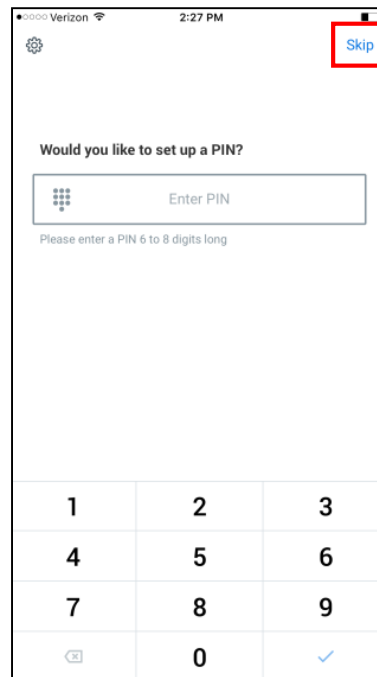 Verizon 2:27 PM
Skip
Would you like to set up a PIN?
Enter PIN
Please enter a PIN 6 to 8 digits long
1 2 3
4 5 6
7 8 9
0